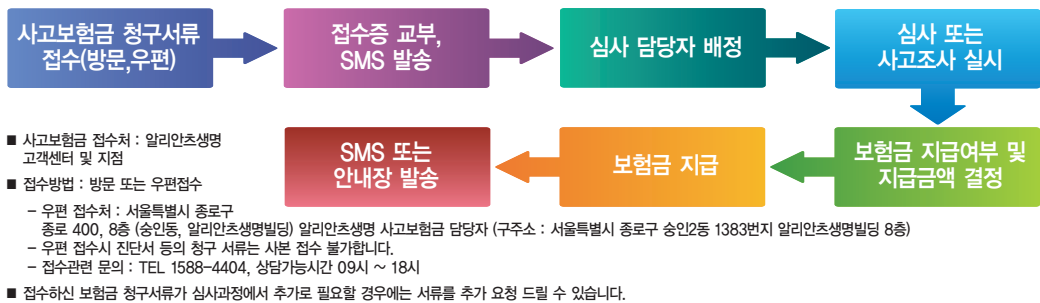 사고보험금 청구서류
접수(방문,우편)
접수증 교부,
SMS 발송
심사 담당자 배정
심사 또는
사고조사 실시
보험금 지급여부 및
지급금액 결정
보험금 지급
SMS 또는
안내장 발송
■ 사고보험금 접수처 : 알리안츠생명
고객센터 및 지점
■ 접수방법 : 방문 또는 우편접수
- 우편 접수처 : 서울특별시 종로구
종로 400, 8층 (숭인동, 알리안츠생명빌딩) 알리안츠생명 사고보험금 담당자 (구주소 : 서울특별시 종로구 숭인2동 1383번지 알리안츠생명빌딩 8층)
- 우편 접수시 진단서 등의 청구 서류는 사본 접수 불가합니다.
- 접수관련 문의 : TEL 1588-4404, 상담가능시간 09시 ~ 18시
■ 접수하신 보험금 청구서류가 심사과정에서 추가로 필요할 경우에는 서류를 추가 요청 드릴 수 있습니다.